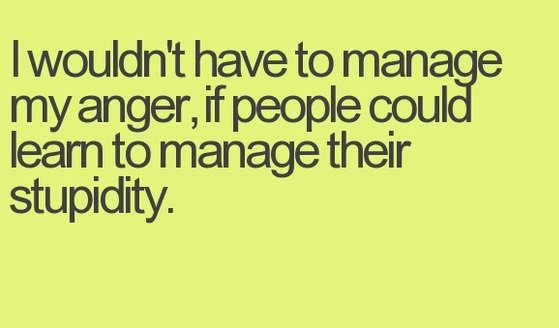 I wouldn't have to manage
my anger, if people could
learn to manage their
stupidity.